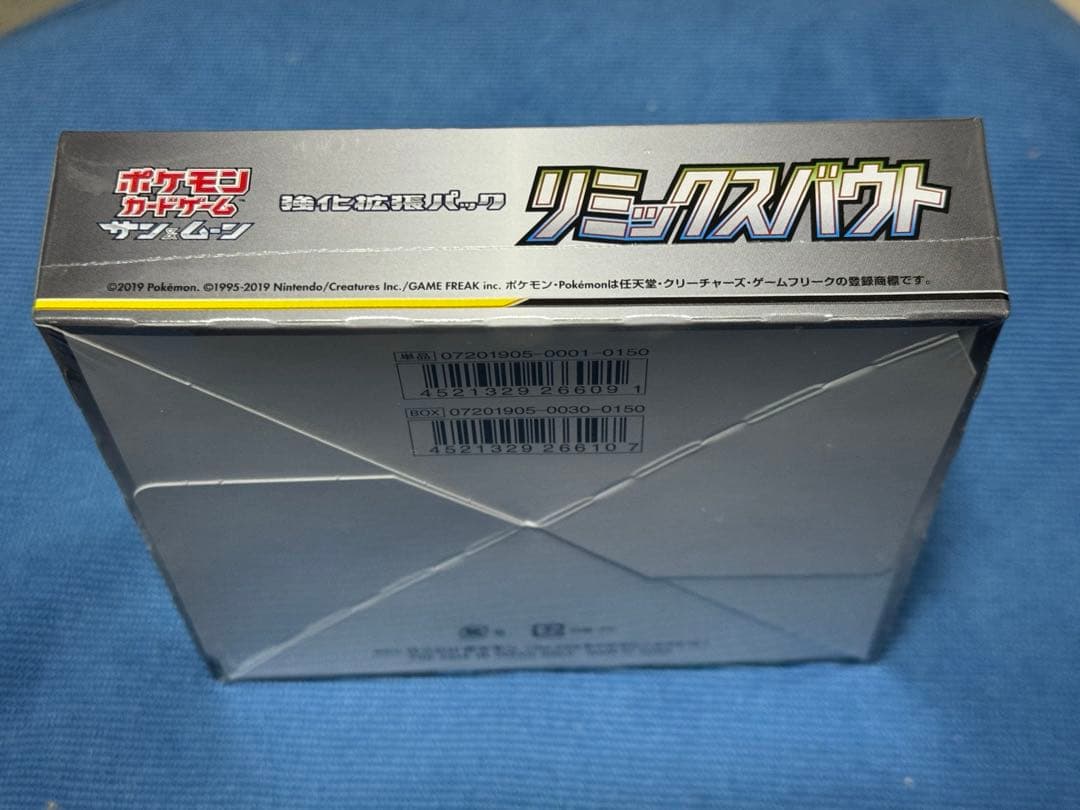 ポケモン
カードゲーム
サン&ムーン
強化拡張パック
リミックスバウト
©2019 Pokémon. ©1995-2019 Nintendo/Creatures Inc./GAME FREAK inc. ポケモン・Pokémonは任天堂・クリーチャーズ・ゲームフリークの登録商標です。
単品 07201905-0001-0150
4521329 266091
BOX 07201905-0030-0150
4521329 266107